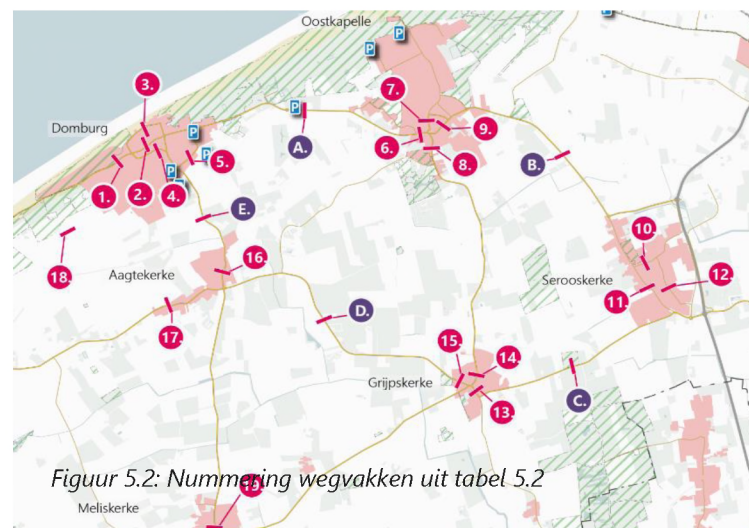 Oostkapelle
P
P
P
3.
7.
P
Domburg
P
A.
9.
6.
P
5.
8.
B.
P
P
1.
2.
4.
E.
10.
18.
Aagtekerke
16.
Serooskerke
12.
11.
17.
D.
15.
14.
Grijpskerke
C.
13.
Figuur 5.2: Nummering wegvakken uit tabel 5.2
19.
Meliskerke